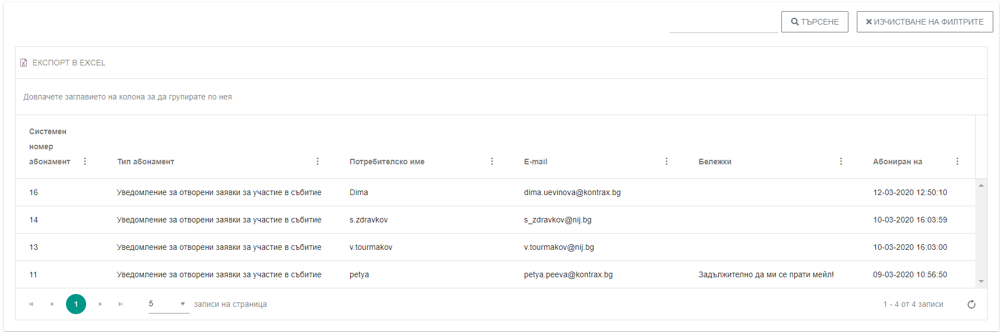 ТЪРСЕНЕ
ИЗЧИСТВАНЕ НА ФИЛТРИТЕ
ЕКСПОРТ В EXCEL
Довлачете заглавието на колона за да групирате по нея
Системен
номер
абонамент
Тип абонамент
Потребителско име
E-mail
Бележки
Абониран на
16 Уведомление за отворени заявки за участие в събитие Dima dima.uevinova@kontrax.bg 12-03-2020 12:50:10
14 Уведомление за отворени заявки за участие в събитие s.zdravkov s_zdravkov@nij.bg 10-03-2020 16:03:59
13 Уведомление за отворени заявки за участие в събитие v.tourmakov v.tourmakov@nij.bg 10-03-2020 16:03:00
11 Уведомление за отворени заявки за участие в събитие petya petya.peeva@kontrax.bg Задължително да ми се прати мейл! 09-03-2020 10:56:50
1 5 записи на страница 1 - 4 от 4 записи